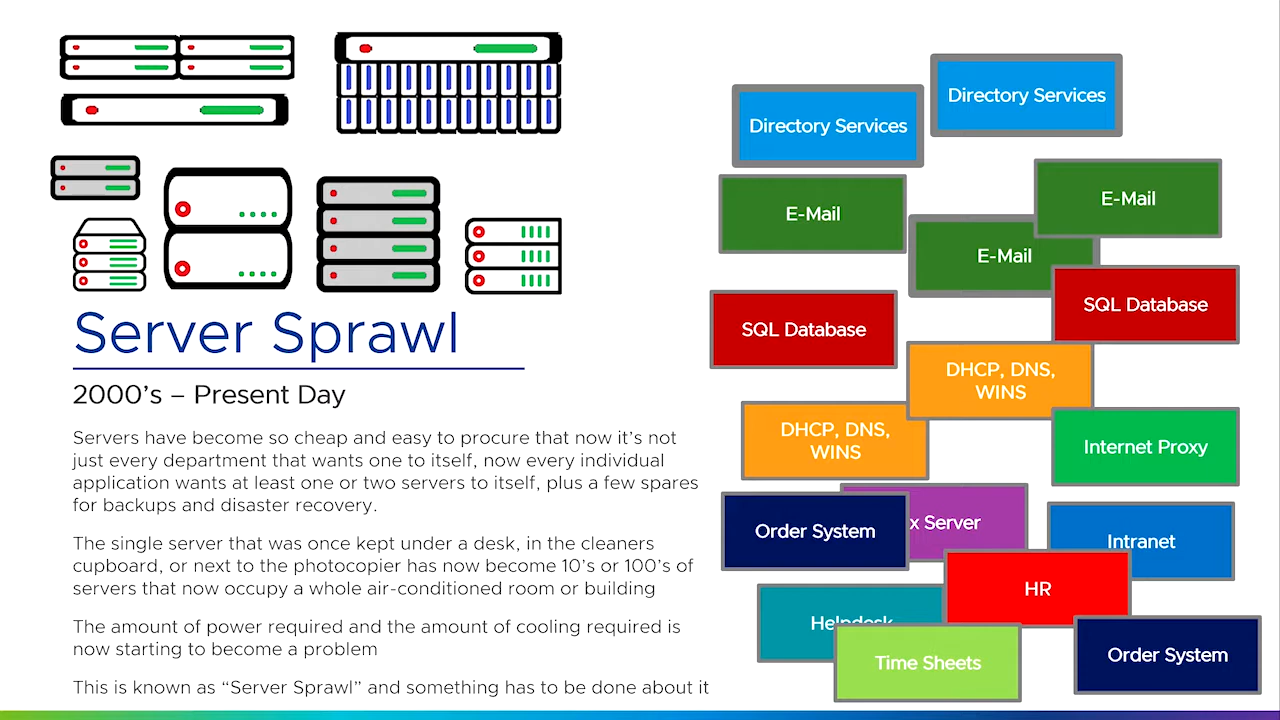 Server Sprawl
2000’s – Present Day
Servers have become so cheap and easy to procure that now it’s not
just every department that wants one to itself, now every individual
application wants at least one or two servers to itself, plus a few spares
for backups and disaster recovery.
The single server that was once kept under a desk, in the cleaners
cupboard, or next to the photocopier has now become 10’s or 100’s of
servers that now occupy a whole air-conditioned room or building
The amount of power required and the amount of cooling required is
now starting to become a problem
This is known as “Server Sprawl” and something has to be done about it
Directory Services
Directory Services
E-Mail
E-Mail
E-Mail
SQL Database
SQL Database
DHCP, DNS,
WINS
DHCP, DNS,
WINS
Internet Proxy
Order System
x Server
Intranet
HR
Helpdesk
Time Sheets
Order System